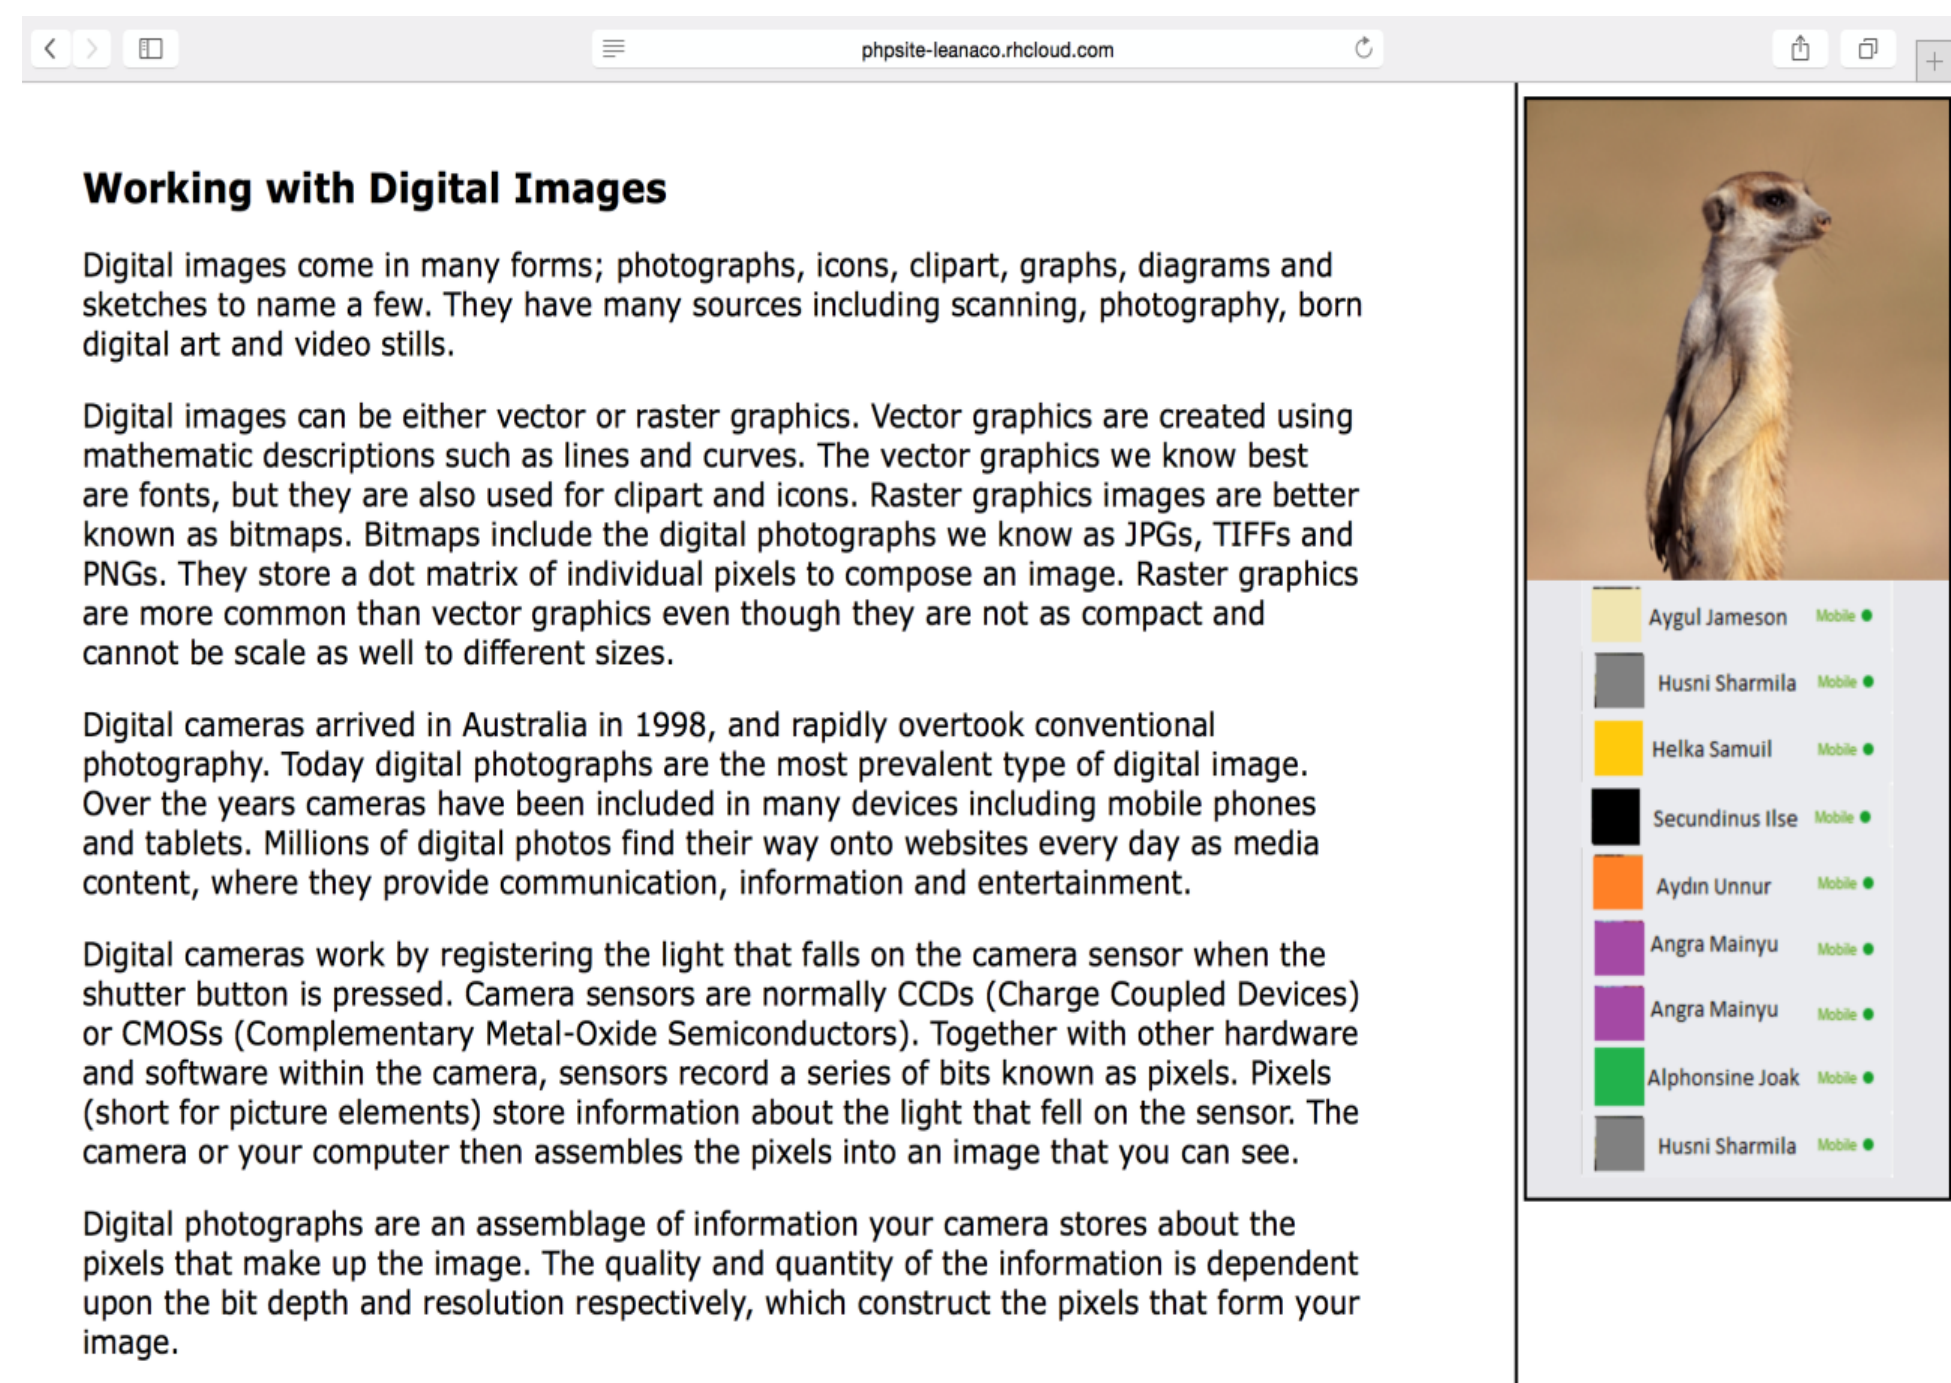 phpsite-leanaco.rhcloud.com
Working with Digital Images
Digital images come in many forms; photographs, icons, clipart, graphs, diagrams and
sketches to name a few. They have many sources including scanning, photography, born
digital art and video stills.
Digital images can be either vector or raster graphics. Vector graphics are created using
mathematic descriptions such as lines and curves. The vector graphics we know best
are fonts, but they are also used for clipart and icons. Raster graphics images are better
known as bitmaps. Bitmaps include the digital photographs we know as JPGs, TIFFs and
PNGs. They store a dot matrix of individual pixels to compose an image. Raster graphics
are more common than vector graphics even though they are not as compact and
cannot be scale as well to different sizes.
Digital cameras arrived in Australia in 1998, and rapidly overtook conventional
photography. Today digital photographs are the most prevalent type of digital image.
Over the years cameras have been included in many devices including mobile phones
and tablets. Millions of digital photos find their way onto websites every day as media
content, where they provide communication, information and entertainment.
Digital cameras work by registering the light that falls on the camera sensor when the
shutter button is pressed. Camera sensors are normally CCDs (Charge Coupled Devices)
or CMOSs (Complementary Metal-Oxide Semiconductors). Together with other hardware
and software within the camera, sensors record a series of bits known as pixels. Pixels
(short for picture elements) store information about the light that fell on the sensor. The
camera or your computer then assembles the pixels into an image that you can see.
Digital photographs are an assemblage of information your camera stores about the
pixels that make up the image. The quality and quantity of the information is dependent
upon the bit depth and resolution respectively, which construct the pixels that form your
image.
Aygul Jameson Mobile
Husni Sharmila Mobile
Helka Samuil Mobile
Secundinus Ilse Mobile
Aydın Unnur Mobile
Angra Mainyu Mobile
Angra Mainyu Mobile
Alphonsine Joak Mobile
Husni Sharmila Mobile